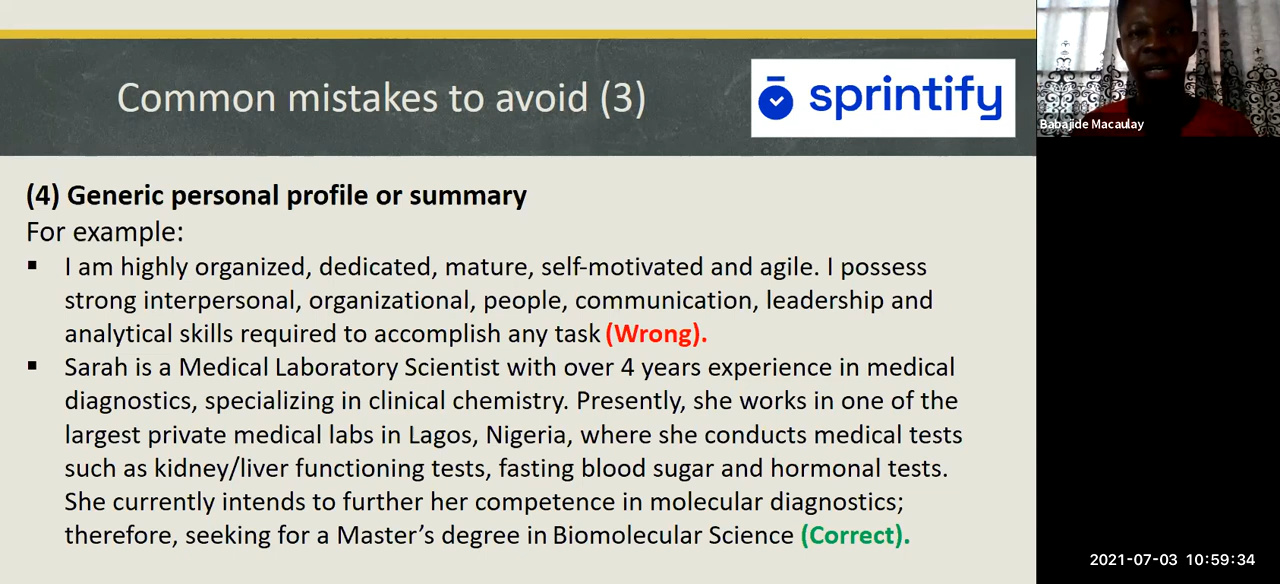 Common mistakes to avoid (3)
sprintify
Babajide Macaulay
(4) Generic personal profile or summary
For example:
▪ I am highly organized, dedicated, mature, self-motivated and agile. I possess
strong interpersonal, organizational, people, communication, leadership and
analytical skills required to accomplish any task (Wrong).
▪ Sarah is a Medical Laboratory Scientist with over 4 years experience in medical
diagnostics, specializing in clinical chemistry. Presently, she works in one of the
largest private medical labs in Lagos, Nigeria, where she conducts medical tests
such as kidney/liver functioning tests, fasting blood sugar and hormonal tests.
She currently intends to further her competence in molecular diagnostics;
therefore, seeking for a Master’s degree in Biomolecular Science (Correct).
2021-07-03 10:59:34